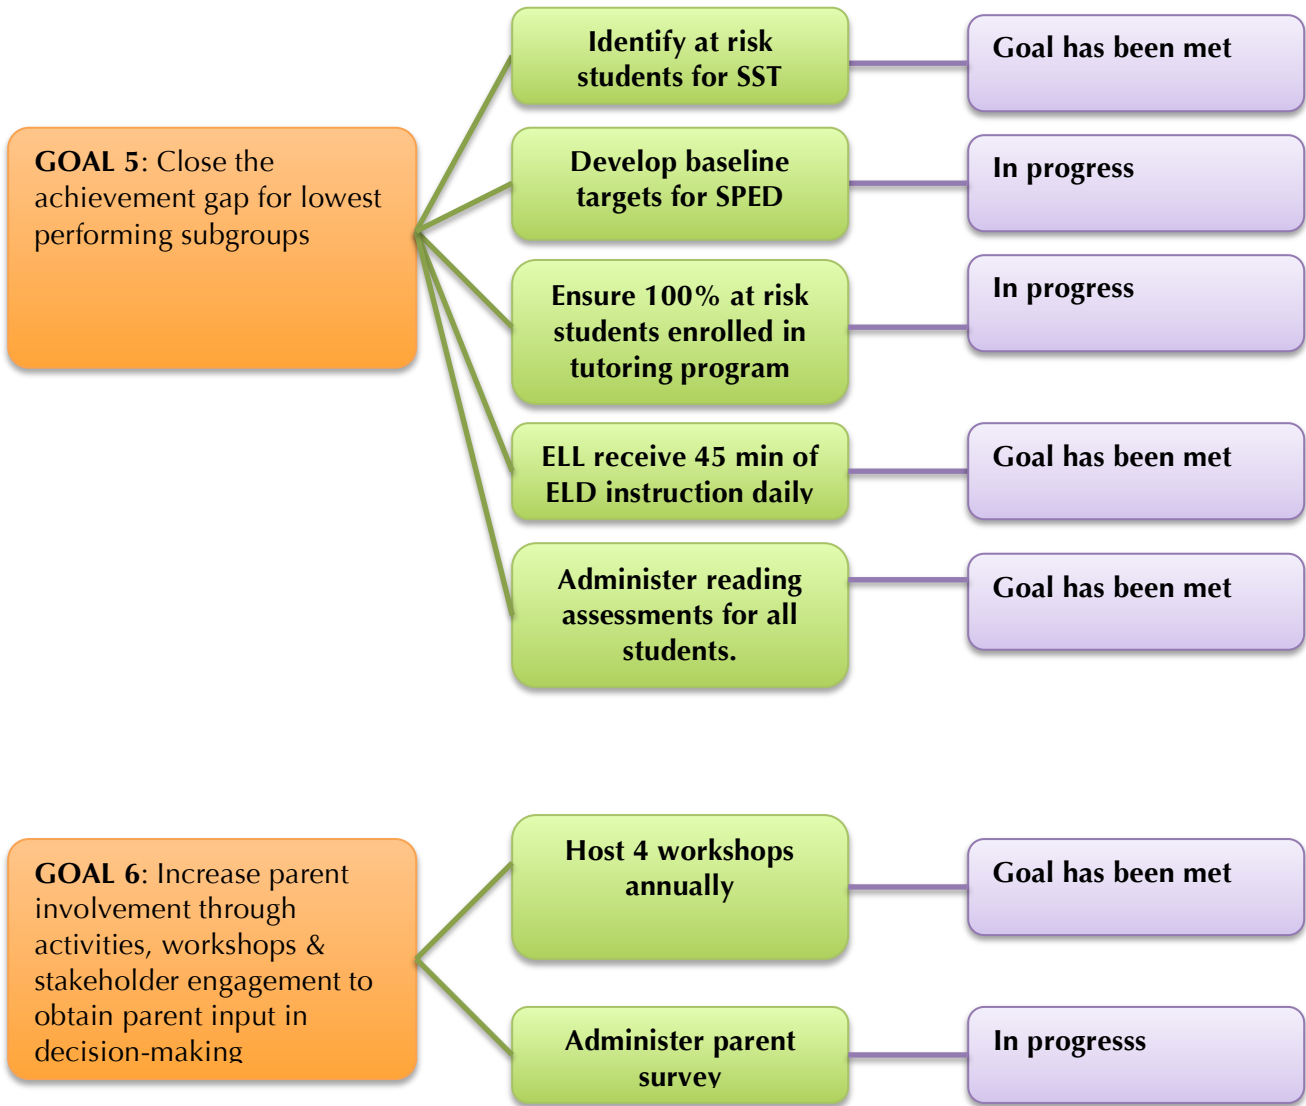 GOAL 5: Close the
achievement gap for lowest
performing subgroups
Identify at risk
students for SST
Goal has been met
Develop baseline
targets for SPED
In progress
Ensure 100% at risk
students enrolled in
tutoring program
In progress
ELL receive 45 min of
ELD instruction daily
Goal has been met
Administer reading
assessments for all
students.
Goal has been met
GOAL 6: Increase parent
involvement through
activities, workshops &
stakeholder engagement to
obtain parent input in
decision-making
Host 4 workshops
annually
Goal has been met
Administer parent
survey
In progresss